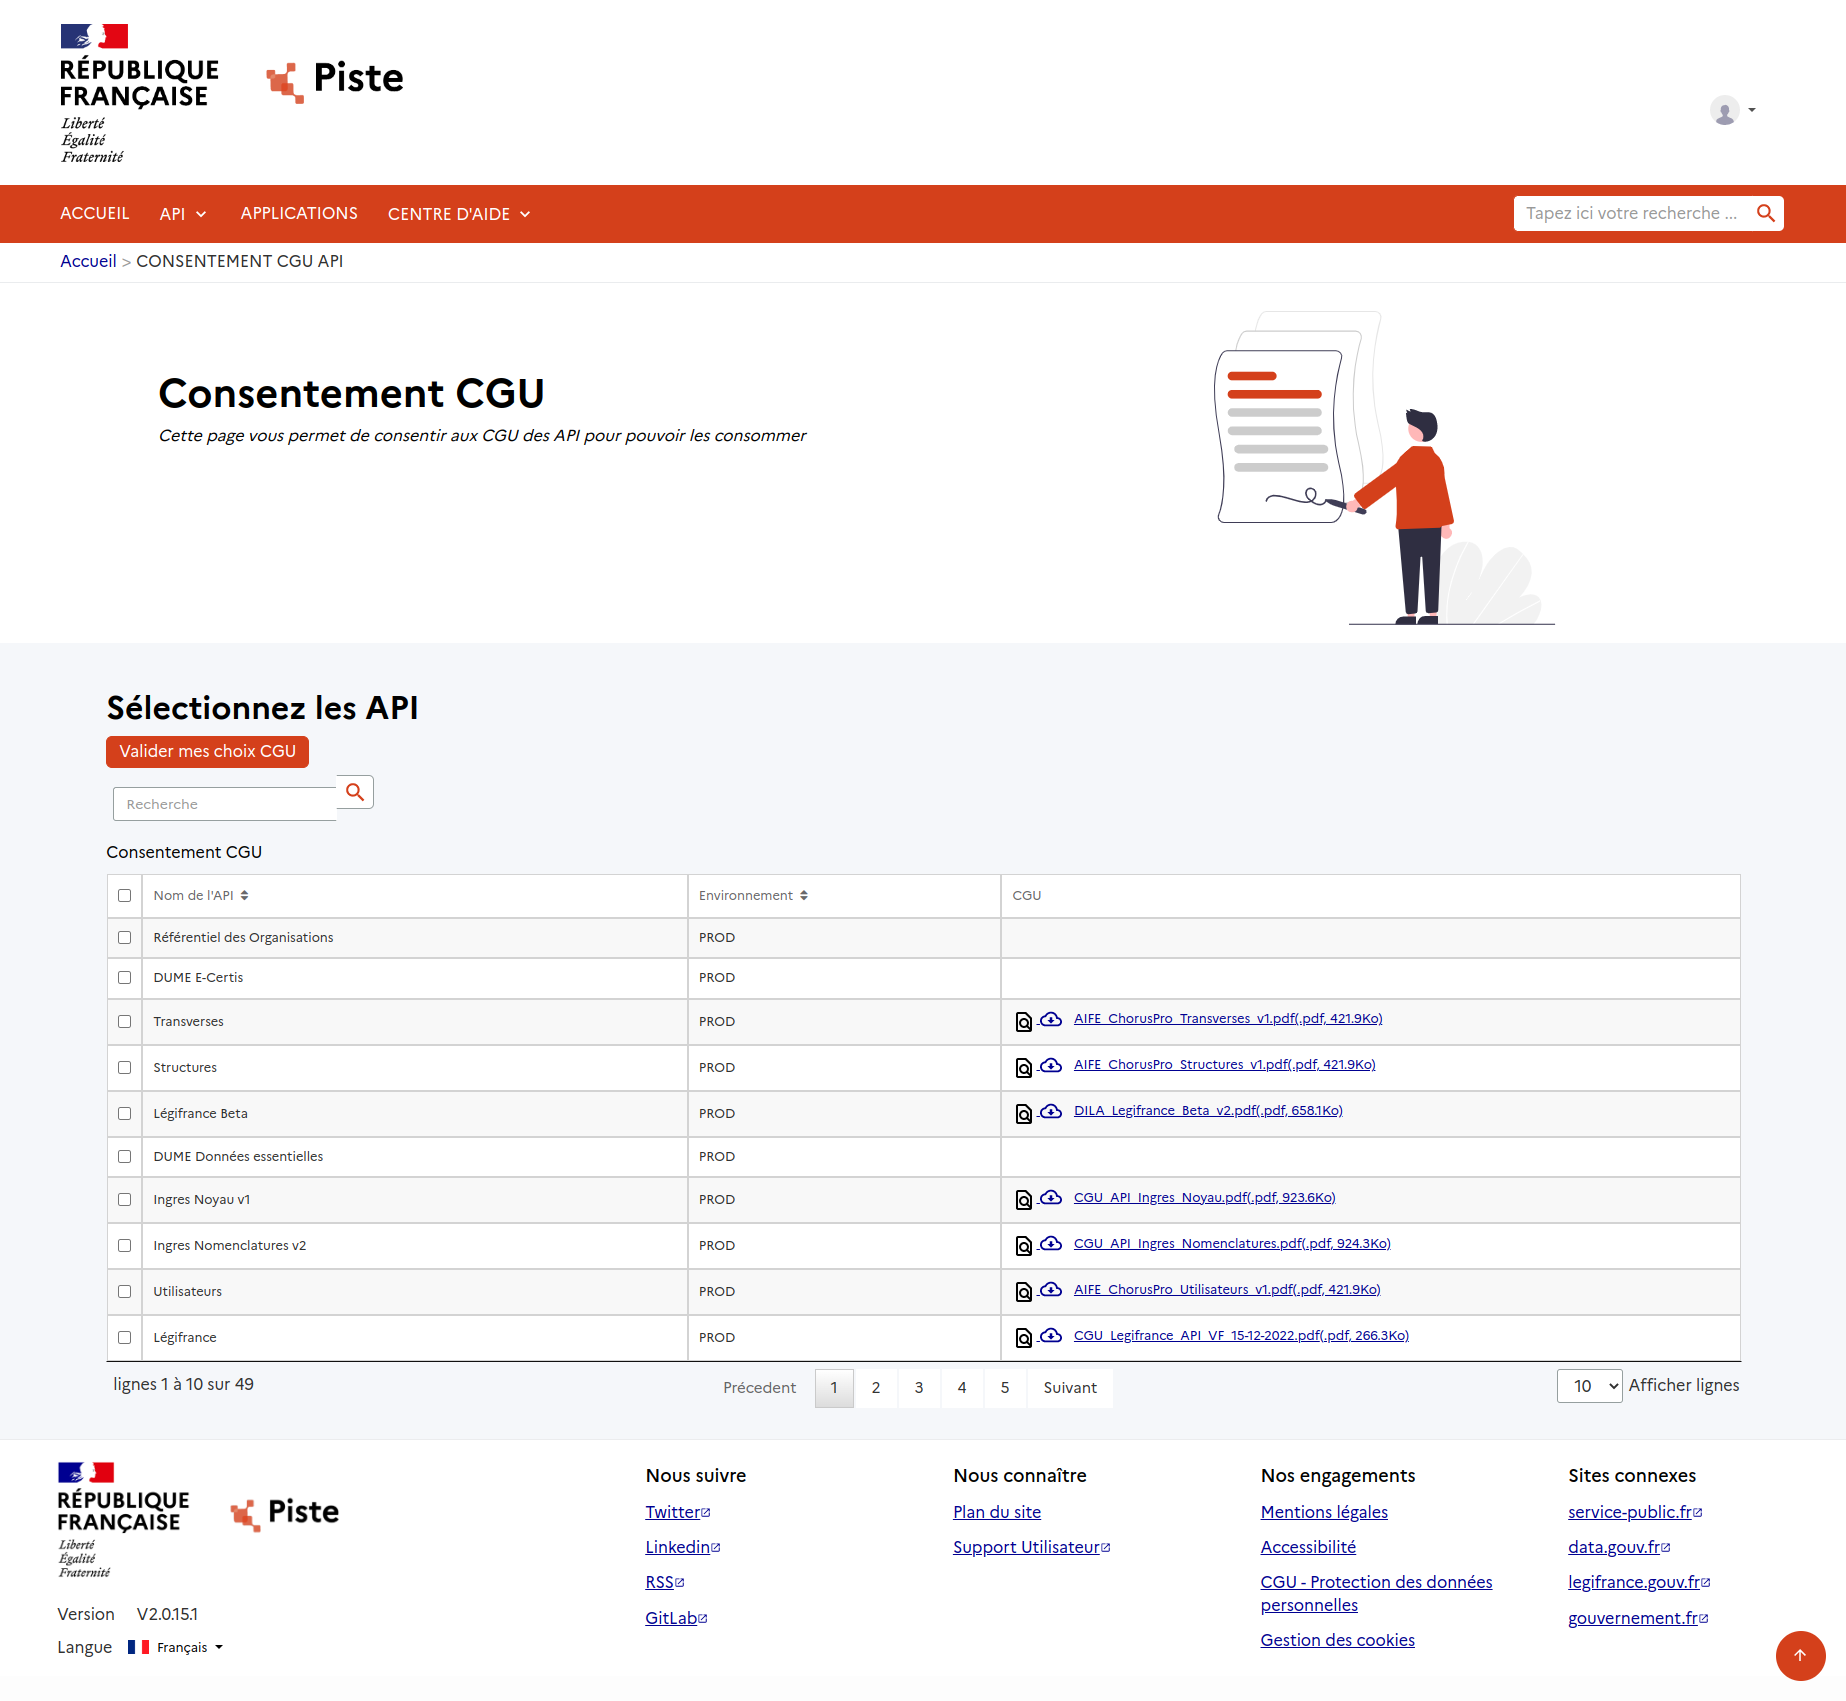 RÉPUBLIQUE
FRANÇAISE
Liberté
Égalité
Fraternité
Piste
ACCUEIL API APPLICATIONS CENTRE D'AIDE
Tapez ici votre recherche ...
Accueil > CONSENTEMENT CGU API
Consentement CGU
Cette page vous permet de consentir aux CGU des API pour pouvoir les consommer
Sélectionnez les API
Valider mes choix CGU
Recherche
Consentement CGU
Nom de l'API Environnement CGU
Référentiel des Organisations PROD
DUME E-Certis PROD
Transverses PROD AIFE_ChorusPro_Transverses_v1.pdf(.pdf, 421.9Ko)
Structures PROD AIFE_ChorusPro_Structures_v1.pdf(.pdf, 421.9Ko)
Légifrance Beta PROD DILA_Legifrance_Beta_v2.pdf(.pdf, 658.1Ko)
DUME Données essentielles PROD
Ingres Noyau v1 PROD CGU_API_Ingres_Noyau.pdf(.pdf, 923.6Ko)
Ingres Nomenclatures v2 PROD CGU_API_Ingres_Nomenclatures.pdf(.pdf, 924.3Ko)
Utilisateurs PROD AIFE_ChorusPro_Utilisateurs_v1.pdf(.pdf, 421.9Ko)
Légifrance PROD CGU_Legifrance_API_VF_15-12-2022.pdf(.pdf, 266.3Ko)
lignes 1 à 10 sur 49 Précedent 1 2 3 4 5 Suivant 10 Afficher lignes
RÉPUBLIQUE
FRANÇAISE
Liberté
Égalité
Fraternité
Piste
Version V2.0.15.1
Langue Français
Nous suivre
Twitter
Linkedin
RSS
GitLab
Nous connaître
Plan du site
Support Utilisateur
Nos engagements
Mentions légales
Accessibilité
CGU - Protection des données
personnelles
Gestion des cookies
Sites connexes
service-public.fr
data.gouv.fr
legifrance.gouv.fr
gouvernement.fr